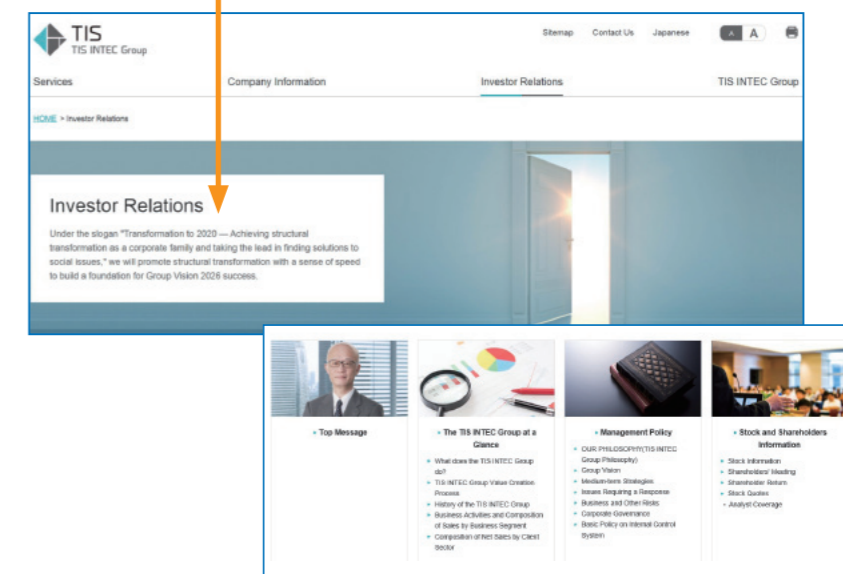 TIS
TIS INTEC Group
Sitemap Contact Us Japanese A A
Services Company Information Investor Relations TIS INTEC Group
HOME > Investor Relations
Investor Relations
Under the slogan "Transformation to 2020 — Achieving structural
transformation as a corporate family and taking the lead in finding solutions to
social issues," we will promote structural transformation with a sense of speed
to build a foundation for Group Vision 2026 success.
Top Message
The TIS INTEC Group at a
Glance
What does the TIS INTEC Group
do?
TIS INTEC Group Value Creation
Process
History of the TIS INTEC Group
Business Activities and Composition
of Sales by Business Segment
Composition of Net Sales by Client
Sector
Management Policy
OUR PHILOSOPHY(TIS INTEC
Group Philosophy)
Group Vision
Medium-term Strategies
Issues Requiring a Response
Business and Other Risks
Corporate Governance
Basic Policy on Internal Control
System
Stock and Shareholders
Information
Stock Information
Shareholders' Meeting
Shareholder Return
Stock Quotes
Analyst Coverage